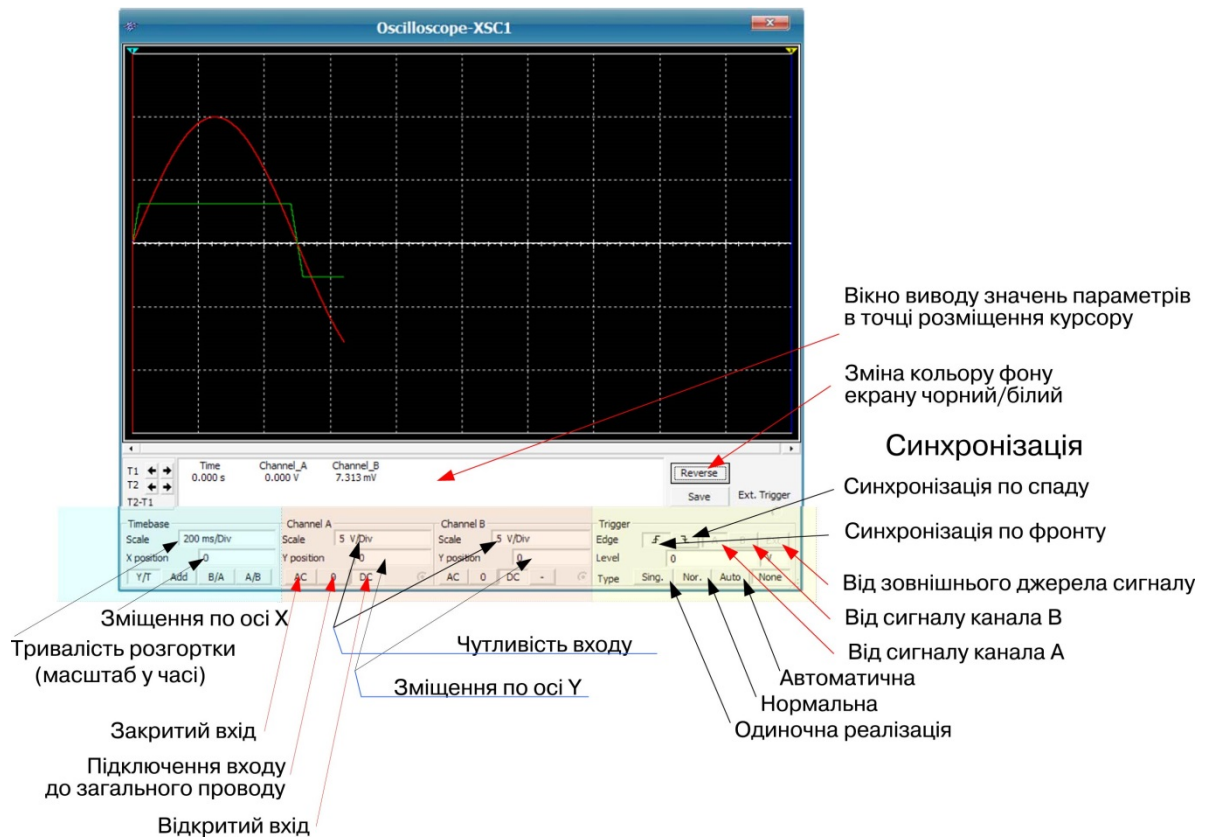 Oscilloscope-XSC1
Вікно виводу значень параметрів
в точці розміщення курсору
Зміна кольору фону
екрану чорний/білий
Синхронізація
T1
T2
T2-T1
Time
0.000 s
Channel_A
0.000 V
Channel_B
7.313 mV
Reverse
Save
Ext. Trigger
Синхронізація по спаду
Синхронізація по фронту
Timebase
Scale 200 ms/Div
X position 0
Y/T Add B/A A/B
Channel A
Scale 5 V/Div
Y position 0
AC 0 DC
Channel B
Scale 5 V/Div
Y position 0
AC 0 DC -
Trigger
Edge
Level 0
Type Sing. Nor. Auto None
Від зовнішнього джерела сигналу
Від сигналу канала B
Від сигналу канала A
Автоматична
Нормальна
Одиночна реалізація
Зміщення по осі X
Тривалість розгортки
(масштаб у часі)
Чутливість входу
Зміщення по осі Y
Закритий вхід
Підключення входу
до загального проводу
Відкритий вхід